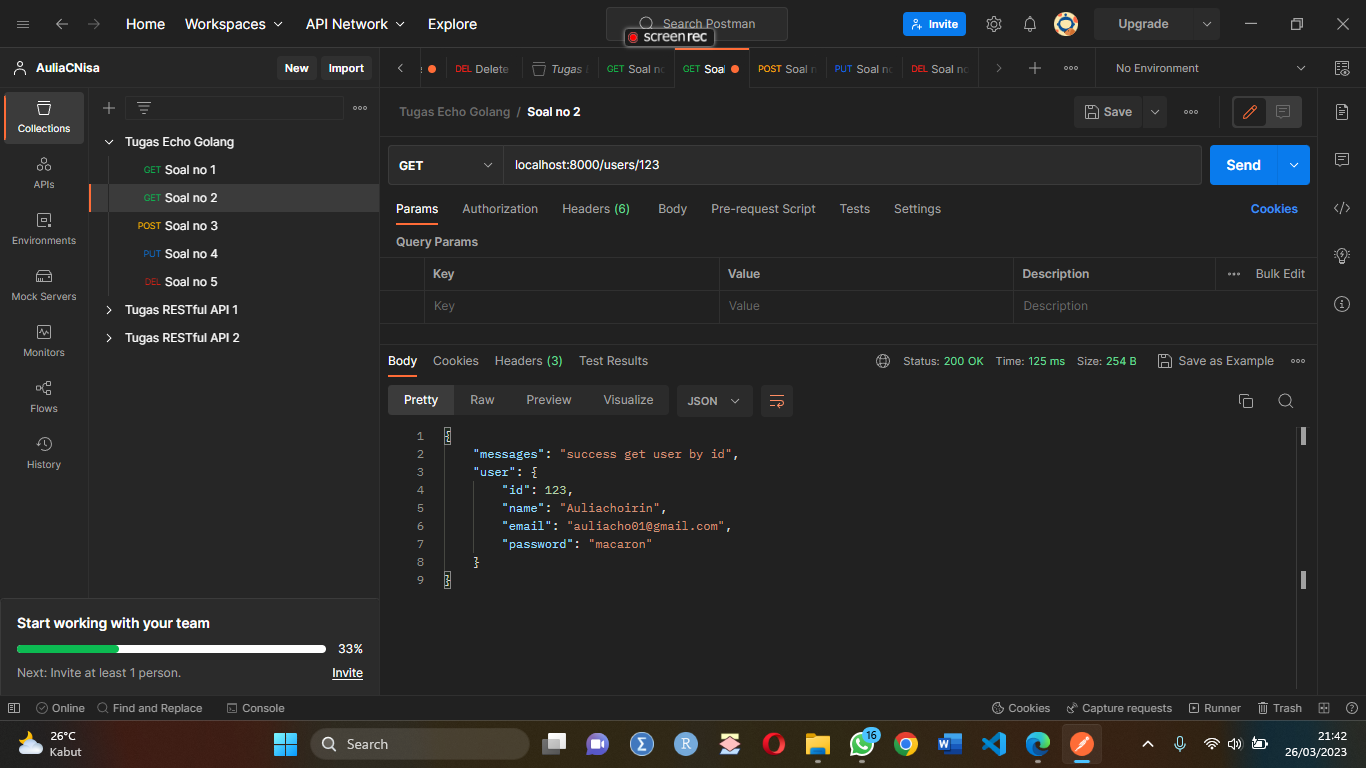 Home Workspaces API Network Explore Search Postman Invite Upgrade
screenrec
AuliaCNisa New Import DEL Delete Tugas GET Soal no GET Soal POST Soal n PUT Soal no DEL Soal no No Environment
Collections
APIs
Environments
Mock Servers
Monitors
Flows
History
Tugas Echo Golang
GET Soal no 1
GET Soal no 2
POST Soal no 3
PUT Soal no 4
DEL Soal no 5
Tugas RESTful API 1
Tugas RESTful API 2
Start working with your team
33%
Next: Invite at least 1 person. Invite
Tugas Echo Golang / Soal no 2 Save
GET localhost:8000/users/123 Send
Params Authorization Headers (6) Body Pre-request Script Tests Settings Cookies
Query Params
Key Value Description Bulk Edit
Key Value Description
Body Cookies Headers (3) Test Results Status: 200 OK Time: 125 ms Size: 254 B Save as Example
Pretty Raw Preview Visualize JSON
1 {
2 "messages": "success get user by id",
3 "user": {
4 "id": 123,
5 "name": "Auliachoirin",
6 "email": "auliacho01@gmail.com",
7 "password": "macaron"
8 }
9 }
Online Find and Replace Console Cookies Capture requests Runner Trash
26°C
Kabut
Search
16
21:42
26/03/2023